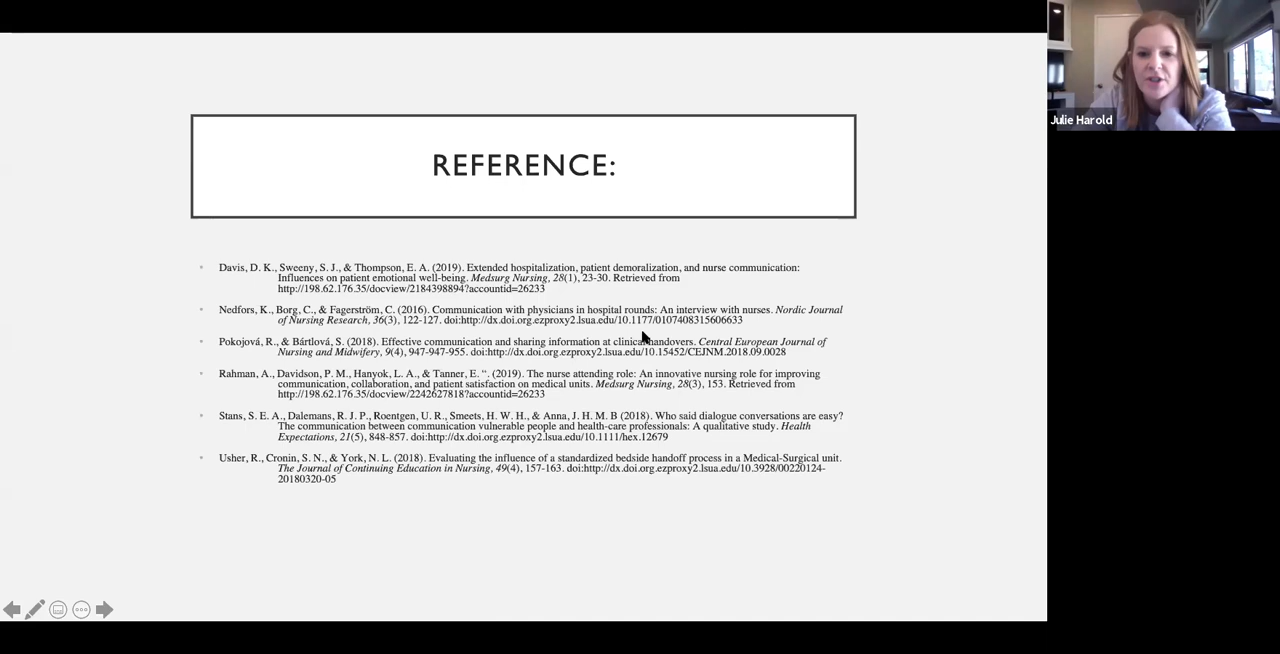 REFERENCE:
Davis, D. K., Sweeny, S. J., & Thompson, E. A. (2019). Extended hospitalization, patient demoralization, and nurse communication:
Influences on patient emotional well-being. Medsurg Nursing, 28(1), 23-30. Retrieved from
http://198.62.176.35/docview/2184398894?accountid=26233
Nedfors, K., Borg, C., & Fagerström, C. (2016). Communication with physicians in hospital rounds: An interview with nurses. Nordic Journal
of Nursing Research, 36(3), 122-127. doi:http://dx.doi.org.ezproxy2.lsua.edu/10.1177/0107408315606633
Pokojová, R., & Bártlová, S. (2018). Effective communication and sharing information at clinical handovers. Central European Journal of
Nursing and Midwifery, 9(4), 947-947-955. doi:http://dx.doi.org.ezproxy2.lsua.edu/10.15452/CEJNM.2018.09.0028
Rahman, A., Davidson, P. M., Hanyok, L. A., & Tanner, E. “. (2019). The nurse attending role: An innovative nursing role for improving
communication, collaboration, and patient satisfaction on medical units. Medsurg Nursing, 28(3), 153. Retrieved from
http://198.62.176.35/docview/2242627818?accountid=26233
Stans, S. E. A., Dalemans, R. J. P., Roentgen, U. R., Smeets, H. W. H., & Anna, J. H. M. B (2018). Who said dialogue conversations are easy?
The communication between communication vulnerable people and health-care professionals: A qualitative study. Health
Expectations, 21(5), 848-857. doi:http://dx.doi.org.ezproxy2.lsua.edu/10.1111/hex.12679
Usher, R., Cronin, S. N., & York, N. L. (2018). Evaluating the influence of a standardized bedside handoff process in a Medical-Surgical unit.
The Journal of Continuing Education in Nursing, 49(4), 157-163. doi:http://dx.doi.org.ezproxy2.lsua.edu/10.3928/00220124-
20180320-05
Julie Harold